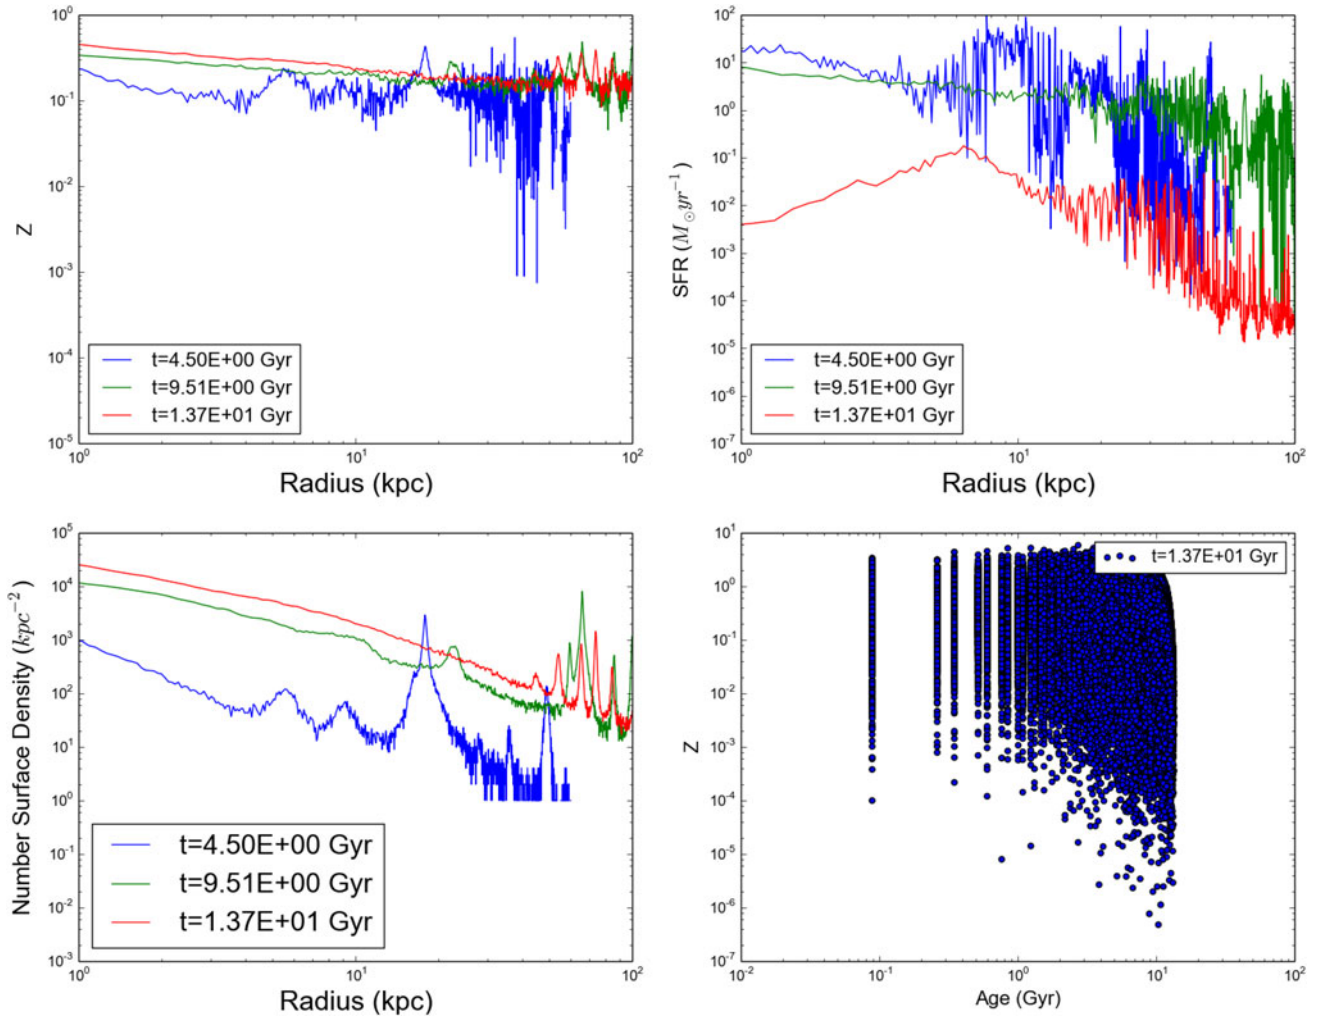 10^0
10^-1
10^-2
10^-3
10^-4
10^-5
Z
t=4.50E+00 Gyr
t=9.51E+00 Gyr
t=1.37E+01 Gyr
10^0 10^1 10^2
Radius (kpc)
10^2
10^1
10^0
10^-1
10^-2
10^-3
10^-4
10^-5
10^-6
10^-7
SFR (M_⊙yr^-1)
t=4.50E+00 Gyr
t=9.51E+00 Gyr
t=1.37E+01 Gyr
10^0 10^1 10^2
Radius (kpc)
10^5
10^4
10^3
10^2
10^1
10^0
10^-1
10^-2
10^-3
Number Surface Density (kpc^-2)
t=4.50E+00 Gyr
t=9.51E+00 Gyr
t=1.37E+01 Gyr
10^0 10^1 10^2
Radius (kpc)
10^1
10^0
10^-1
10^-2
10^-3
10^-4
10^-5
10^-6
10^-7
Z
t=1.37E+01 Gyr
10^-2 10^-1 10^0 10^1 10^2
Age (Gyr)